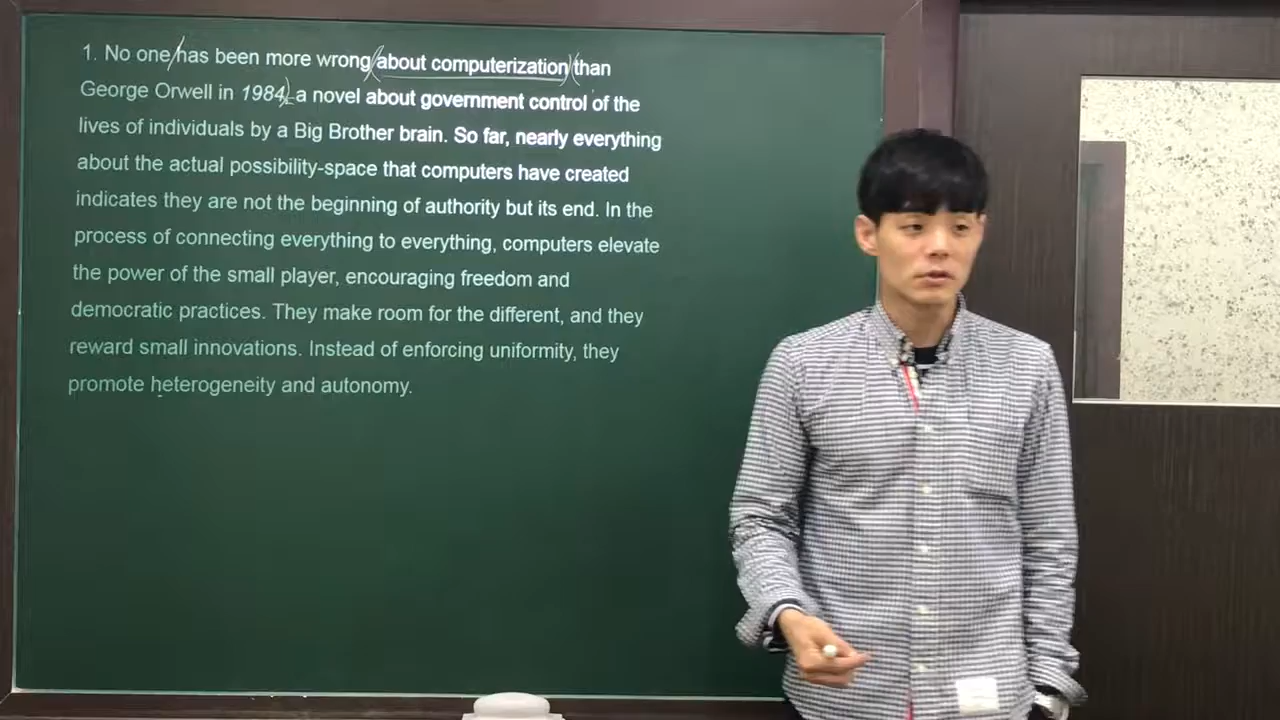 1. No one has been more wrong about computerization than
George Orwell in 1984, a novel about government control of the
lives of individuals by a Big Brother brain. So far, nearly everything
about the actual possibility-space that computers have created
indicates they are not the beginning of authority but its end. In the
process of connecting everything to everything, computers elevate
the power of the small player, encouraging freedom and
democratic practices. They make room for the different, and they
reward small innovations. Instead of enforcing uniformity, they
promote heterogeneity and autonomy.